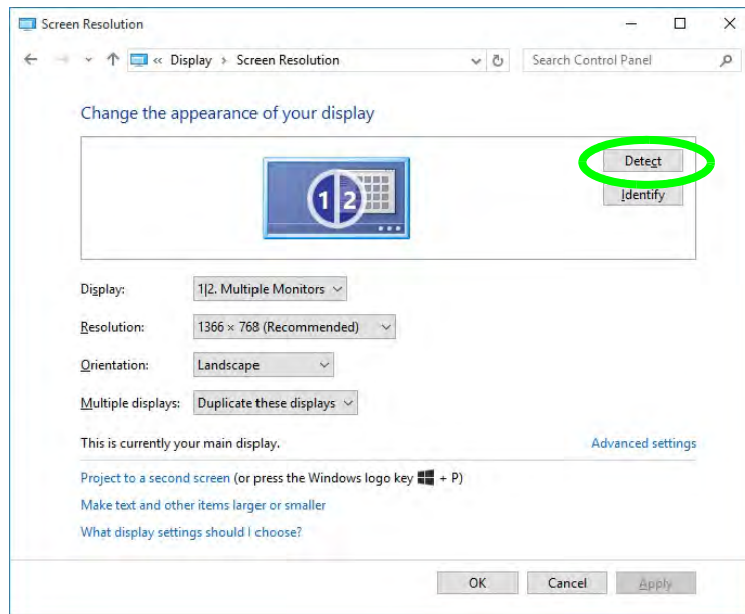 Screen Resolution
« Display › Screen Resolution
Search Control Panel
Change the appearance of your display
1 2
Detect
Identify
Display: 1|2. Multiple Monitors
Resolution: 1366 × 768 (Recommended)
Orientation: Landscape
Multiple displays: Duplicate these displays
This is currently your main display.
Advanced settings
Project to a second screen (or press the Windows logo key + P)
Make text and other items larger or smaller
What display settings should I choose?
OK Cancel Apply